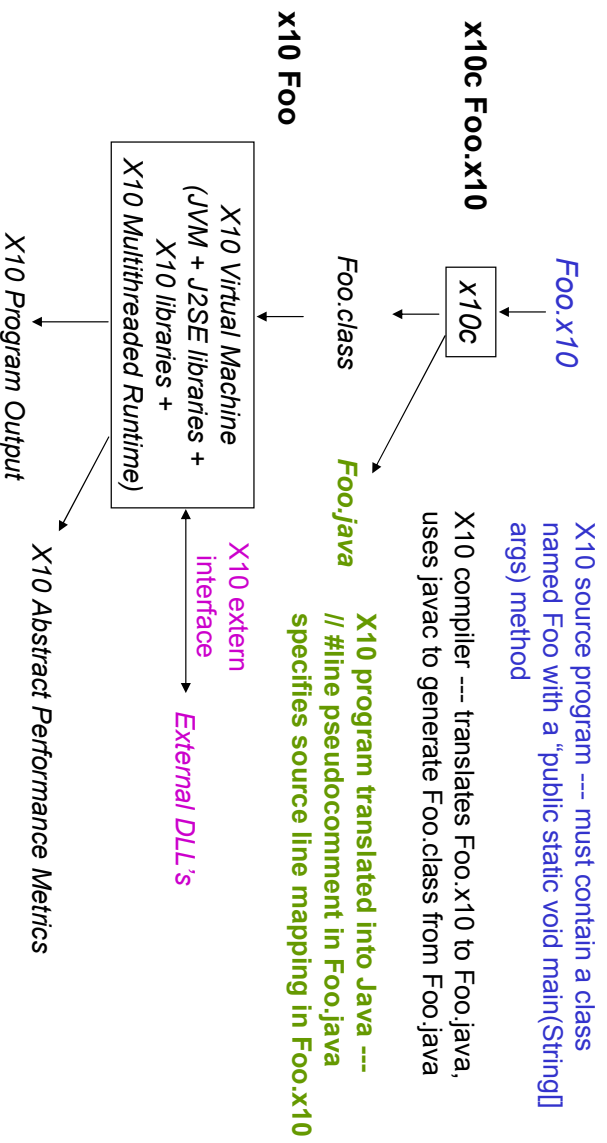 Foo.x10
X10 source program --- must contain a class
named Foo with a “public static void main(String[]
args) method
x10c Foo.x10
x10c
X10 compiler --- translates Foo.x10 to Foo.java,
uses javac to generate Foo.class from Foo.java
Foo.class
Foo.java
X10 program translated into Java ---
// #line pseudocomment in Foo.java
specifies source line mapping in Foo.x10
x10 Foo
X10 Virtual Machine
(JVM + J2SE libraries +
X10 libraries +
X10 Multithreaded Runtime)
X10 extern
interface
External DLL’s
X10 Program Output
X10 Abstract Performance Metrics